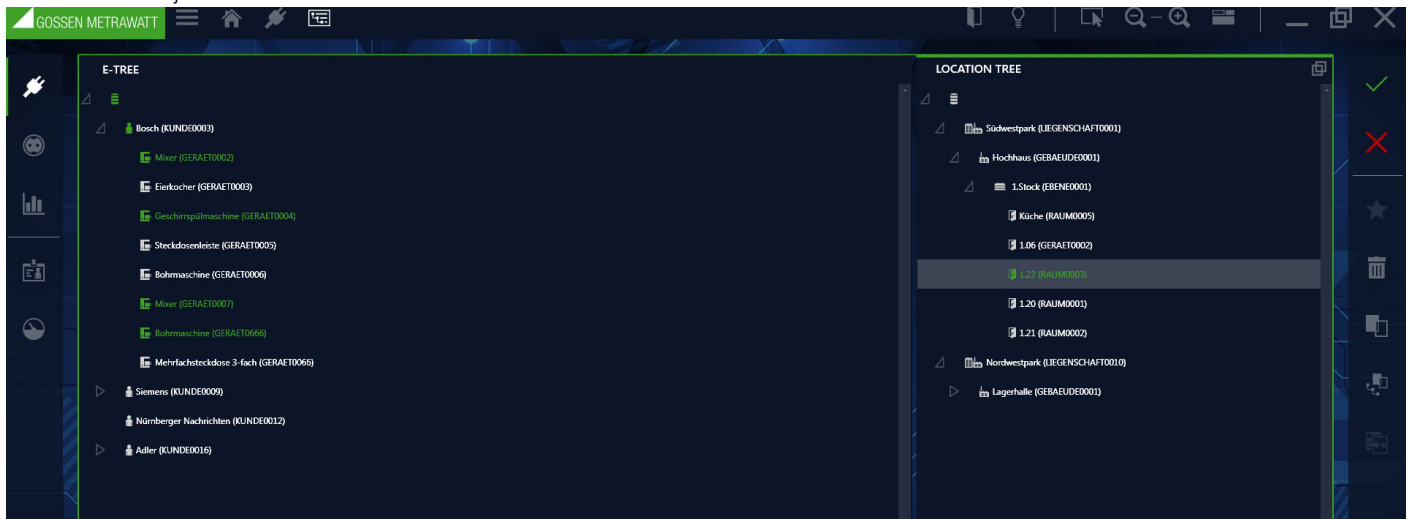 GOSSEN METRAWATT
E-TREE
Bosch (KUNDE0003)
Mixer (GERAET0002)
Eierkocher (GERAET0003)
Geschirrspülmaschine (GERAET0004)
Steckdosenleiste (GERAET0005)
Bohrmaschine (GERAET0006)
Mixer (GERAET0007)
Bohrmaschine (GERAET0666)
Mehrfachsteckdose 3-fach (GERAET0066)
Siemens (KUNDE0009)
Nürnberger Nachrichten (KUNDE0012)
Adler (KUNDE0016)
LOCATION TREE
Südwestpark (LIEGENSCHAFT0001)
Hochhaus (GEBAEUDE0001)
1.Stock (EBENE0001)
Küche (RAUM0005)
1.06 (GERAET0002)
1.22 (RAUM0003)
1.20 (RAUM0001)
1.21 (RAUM0002)
Nordwestpark (LIEGENSCHAFT0010)
Lagerhalle (GEBAEUDE0001)